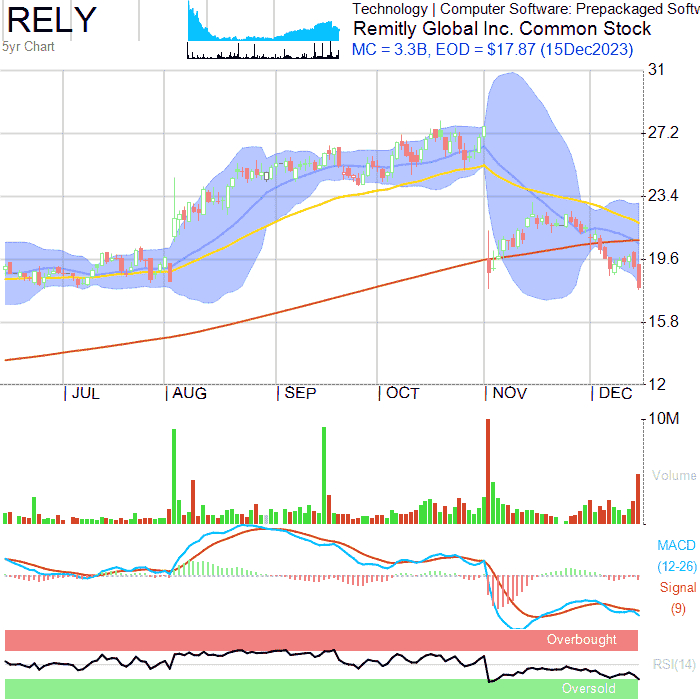 RELY
5yr Chart
Technology | Computer Software: Prepackaged Softw
Remitly Global Inc. Common Stock
MC = 3.3B, EOD = $17.87 (15Dec2023)
31
27.2
23.4
19.6
15.8
12
JUL
AUG
SEP
OCT
NOV
DEC
10M
Volume
MACD
(12-26)
Signal
(9)
Overbought
RSI(14)
Oversold